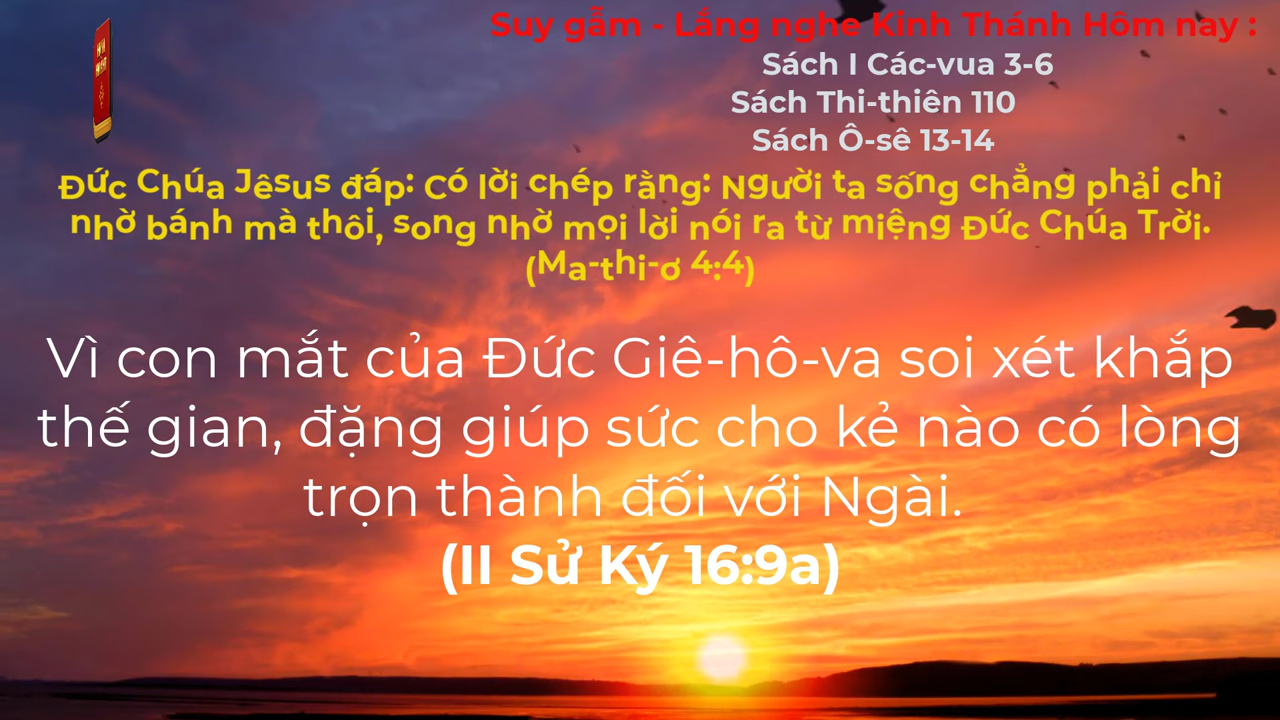 Suy gẫm - Lắng nghe Kinh Thánh Hôm nay :
Sách I Các-vua 3-6
Sách Thi-thiên 110
Sách Ô-sê 13-14
Đức Chúa Jêsus đáp: Có lời chép rằng: Người ta sống chẳng phải chỉ
nhờ bánh mà thôi, song nhờ mọi lời nói ra từ miệng Đức Chúa Trời.
(Ma-thi-ơ 4:4)
Vì con mắt của Đức Giê-hô-va soi xét khắp
thế gian, đặng giúp sức cho kẻ nào có lòng
trọn thành đối với Ngài.
(II Sử Ký 16:9a)